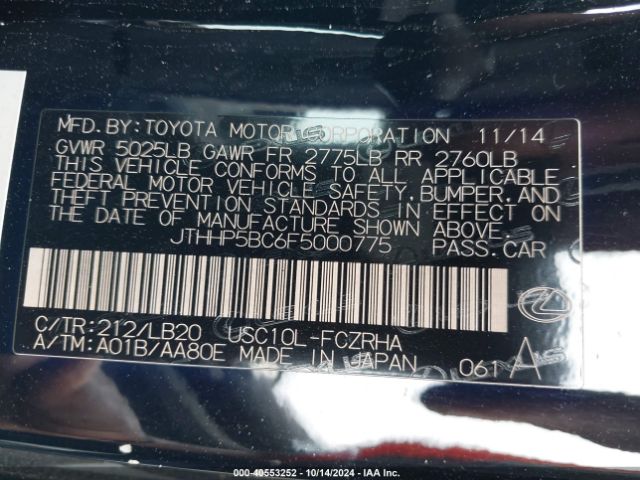 MFD.BY:TOYOTA MOTOR CORPORATION 11/14
GVWR 5025LB GAWR FR 2775LB RR 2760LB
THIS VEHICLE CONFORMS TO ALL APPLICABLE
FEDERAL MOTOR VEHICLE SAFETY,BUMPER,AND
THEFT PREVENTION STANDARDS IN EFFECT ON
THE DATE OF MANUFACTURE SHOWN ABOVE.
JTHHP5BC6F5000775 PASS.CAR
C/TR:212/LB20 USC10L-FCZRHA
A/TM:A01B/AA80E MADE IN JAPAN 06 A
00 - 40553252 - 10/14/2024 - IAA Inc.